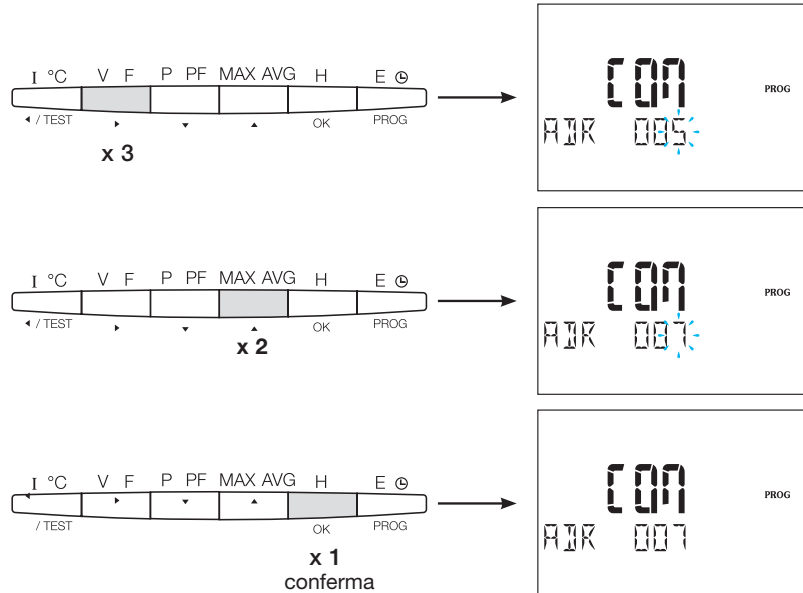 I °C V F P PF MAX AVG H E
◂ / TEST ▸ ▾ ▴ OK PROG
x 3
COM PROG
ADR 005
I °C V F P PF MAX AVG H E
◂ / TEST ▸ ▾ ▴ OK PROG
x 2
COM PROG
ADR 007
I °C V F P PF MAX AVG H E
◂ / TEST ▸ ▾ ▴ OK PROG
x 1
conferma
COM PROG
ADR 007